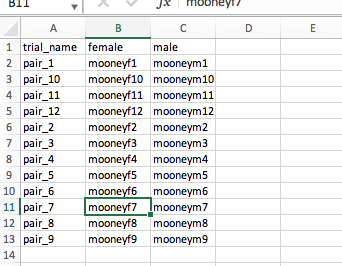 B11 fx mooneyf7
A B C D E
1 trial_name female male
2 pair_1 mooneyf1 mooneym1
3 pair_10 mooneyf10 mooneym10
4 pair_11 mooneyf11 mooneym11
5 pair_12 mooneyf12 mooneym12
6 pair_2 mooneyf2 mooneym2
7 pair_3 mooneyf3 mooneym3
8 pair_4 mooneyf4 mooneym4
9 pair_5 mooneyf5 mooneym5
10 pair_6 mooneyf6 mooneym6
11 pair_7 mooneyf7 mooneym7
12 pair_8 mooneyf8 mooneym8
13 pair_9 mooneyf9 mooneym9
14